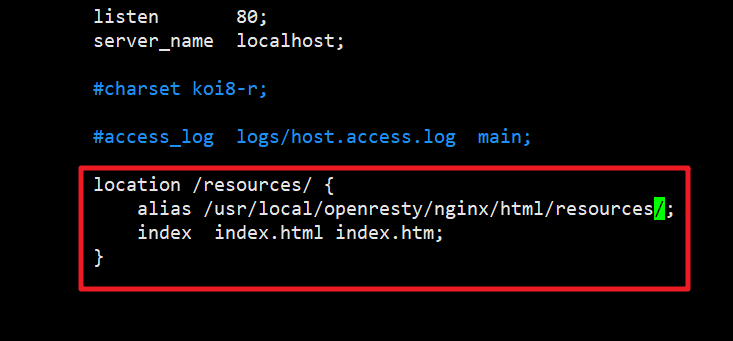 listen       80;
server_name  localhost;
#charset koi8-r;
#access_log  logs/host.access.log  main;
location /resources/ {
    alias /usr/local/openresty/nginx/html/resources/;
    index  index.html index.htm;
}